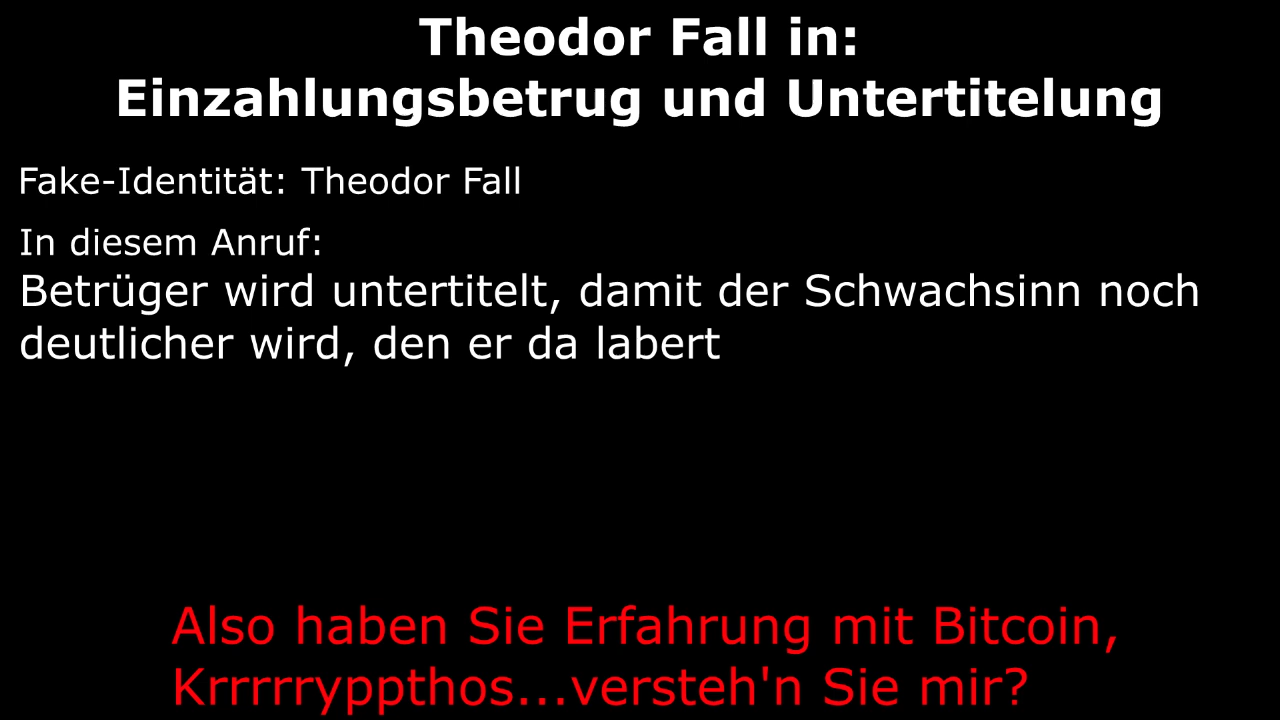 Theodor Fall in:
Einzahlungsbetrug und Untertitelung
Fake-Identität: Theodor Fall
In diesem Anruf:
Betrüger wird untertitelt, damit der Schwachsinn noch
deutlicher wird, den er da labert
Also haben Sie Erfahrung mit Bitcoin,
Krrrrryppthos...versteh'n Sie mir?